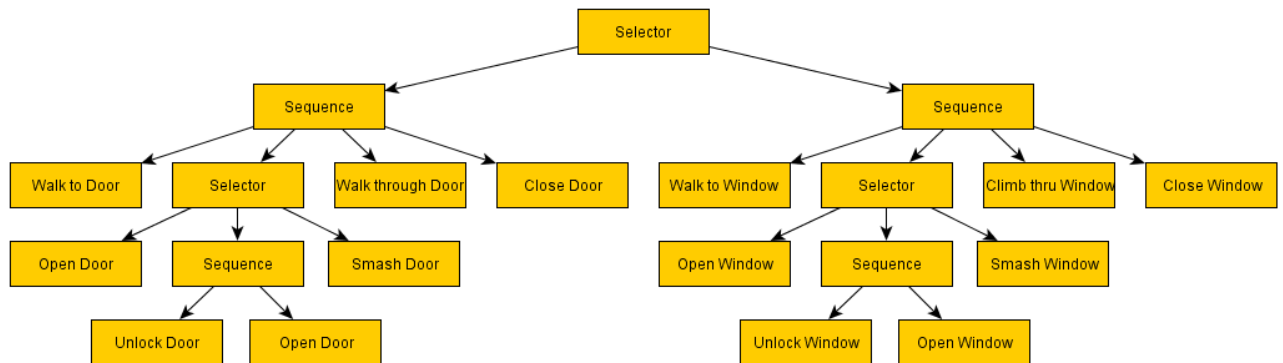 Selector
Sequence
Sequence
Walk to Door
Selector
Walk through Door
Close Door
Walk to Window
Selector
Climb thru Window
Close Window
Open Door
Sequence
Smash Door
Open Window
Sequence
Smash Window
Unlock Door
Open Door
Unlock Window
Open Window